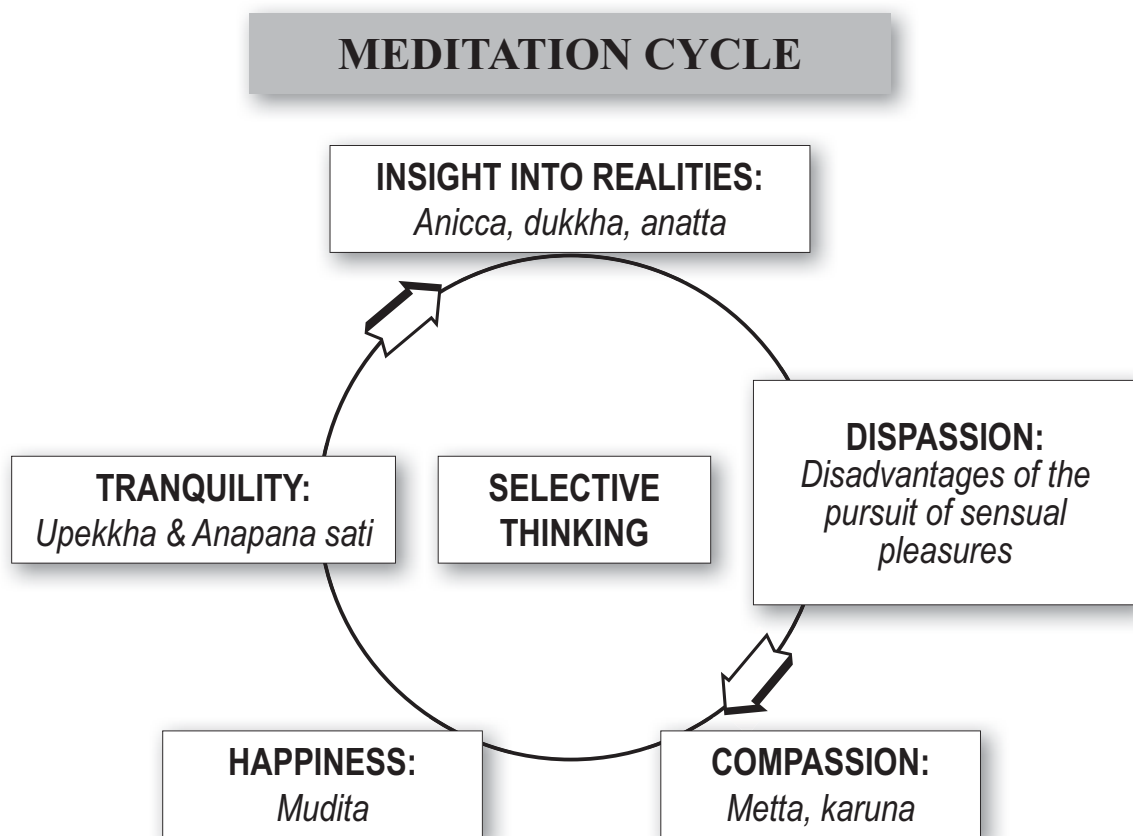 MEDITATION CYCLE
INSIGHT INTO REALITIES:
Anicca, dukkha, anatta
DISPASSION:
Disadvantages of the
pursuit of sensual
pleasures
TRANQUILITY:
Upekkha & Anapana sati
SELECTIVE
THINKING
HAPPINESS:
Mudita
COMPASSION:
Metta, karuna